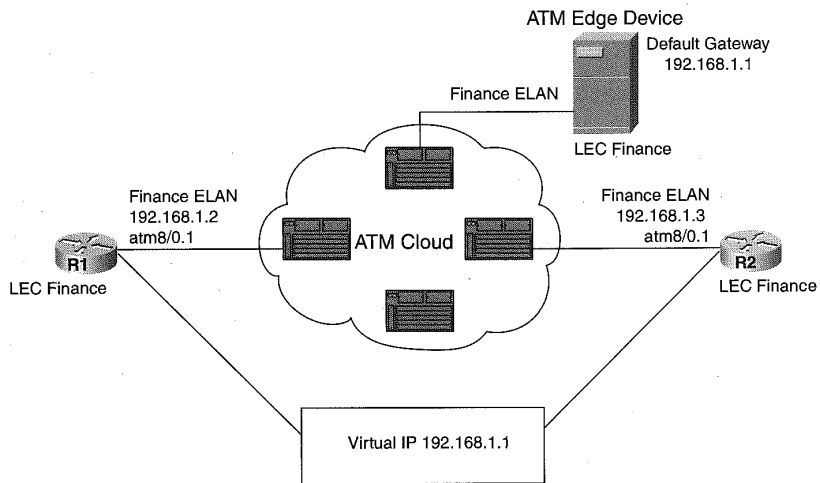 ATM Edge Device
Default Gateway
192.168.1.1
Finance ELAN
LEC Finance
Finance ELAN
192.168.1.2
atm8/0.1
R1
LEC Finance
ATM Cloud
Finance ELAN
192.168.1.3
atm8/0.1
R2
LEC Finance
Virtual IP 192.168.1.1